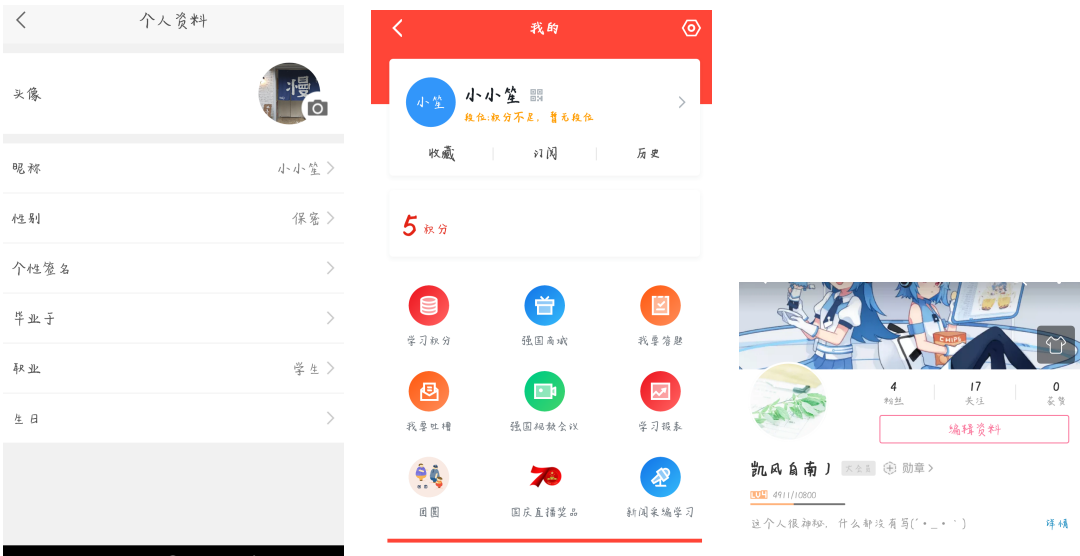 个人资料
头像
慢
昵称
小小笙
性别
保密
个性签名
毕业于
职业
学生
生日
我的
小笙
小小笙
段位:积分不足，暂无段位
收藏
订阅
历史
5 积分
学习积分
强国商城
我要答题
我要吐槽
强国视频会议
学习报表
团圆
国庆直播奖品
新闻采编学习
CHIPS
4
粉丝
17
关注
0
获赞
编辑资料
凯风自南丿
大会员
勋章
LV4 4911/10800
这个人很神秘，什么都没有写(´･_･`)
详情